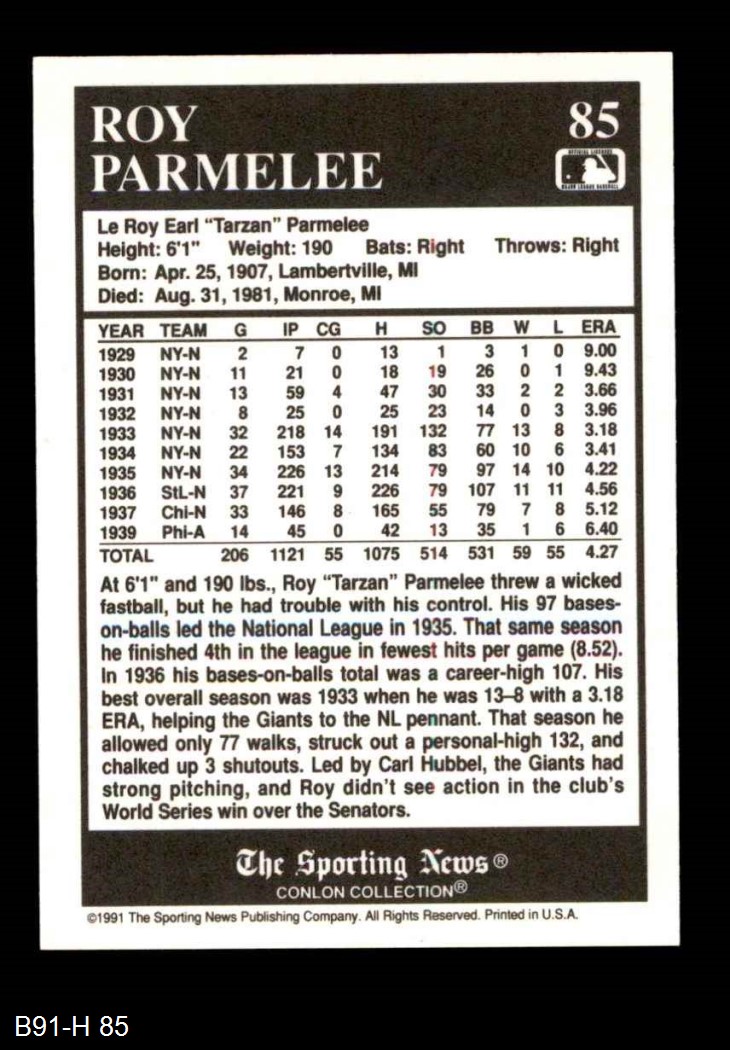 ROY
PARMELEE
85
OFFICIAL LICENSEE
MAJOR LEAGUE BASEBALL
Le Roy Earl “Tarzan” Parmelee
Height: 6'1" Weight: 190 Bats: Right Throws: Right
Born: Apr. 25, 1907, Lambertville, MI
Died: Aug. 31, 1981, Monroe, MI
YEAR TEAM G IP CG H SO BB W L ERA
1929 NY-N 2 7 0 13 1 3 1 0 9.00
1930 NY-N 11 21 0 18 19 26 0 1 9.43
1931 NY-N 13 59 4 47 30 33 2 2 3.66
1932 NY-N 8 25 0 25 23 14 0 3 3.96
1933 NY-N 32 218 14 191 132 77 13 8 3.18
1934 NY-N 22 153 7 134 83 60 10 6 3.41
1935 NY-N 34 226 13 214 79 97 14 10 4.22
1936 StL-N 37 221 9 226 79 107 11 11 4.56
1937 Chi-N 33 146 8 165 55 79 7 8 5.12
1939 Phi-A 14 45 0 42 13 35 1 6 6.40
TOTAL 206 1121 55 1075 514 531 59 55 4.27
At 6'1" and 190 lbs., Roy “Tarzan” Parmelee threw a wicked
fastball, but he had trouble with his control. His 97 bases-
on-balls led the National League in 1935. That same season
he finished 4th in the league in fewest hits per game (8.52).
In 1936 his bases-on-balls total was a career-high 107. His
best overall season was 1933 when he was 13–8 with a 3.18
ERA, helping the Giants to the NL pennant. That season he
allowed only 77 walks, struck out a personal-high 132, and
chalked up 3 shutouts. Led by Carl Hubbel, the Giants had
strong pitching, and Roy didn't see action in the club's
World Series win over the Senators.
The Sporting News®
CONLON COLLECTION®
©1991 The Sporting News Publishing Company. All Rights Reserved. Printed in U.S.A.
B91-H 85